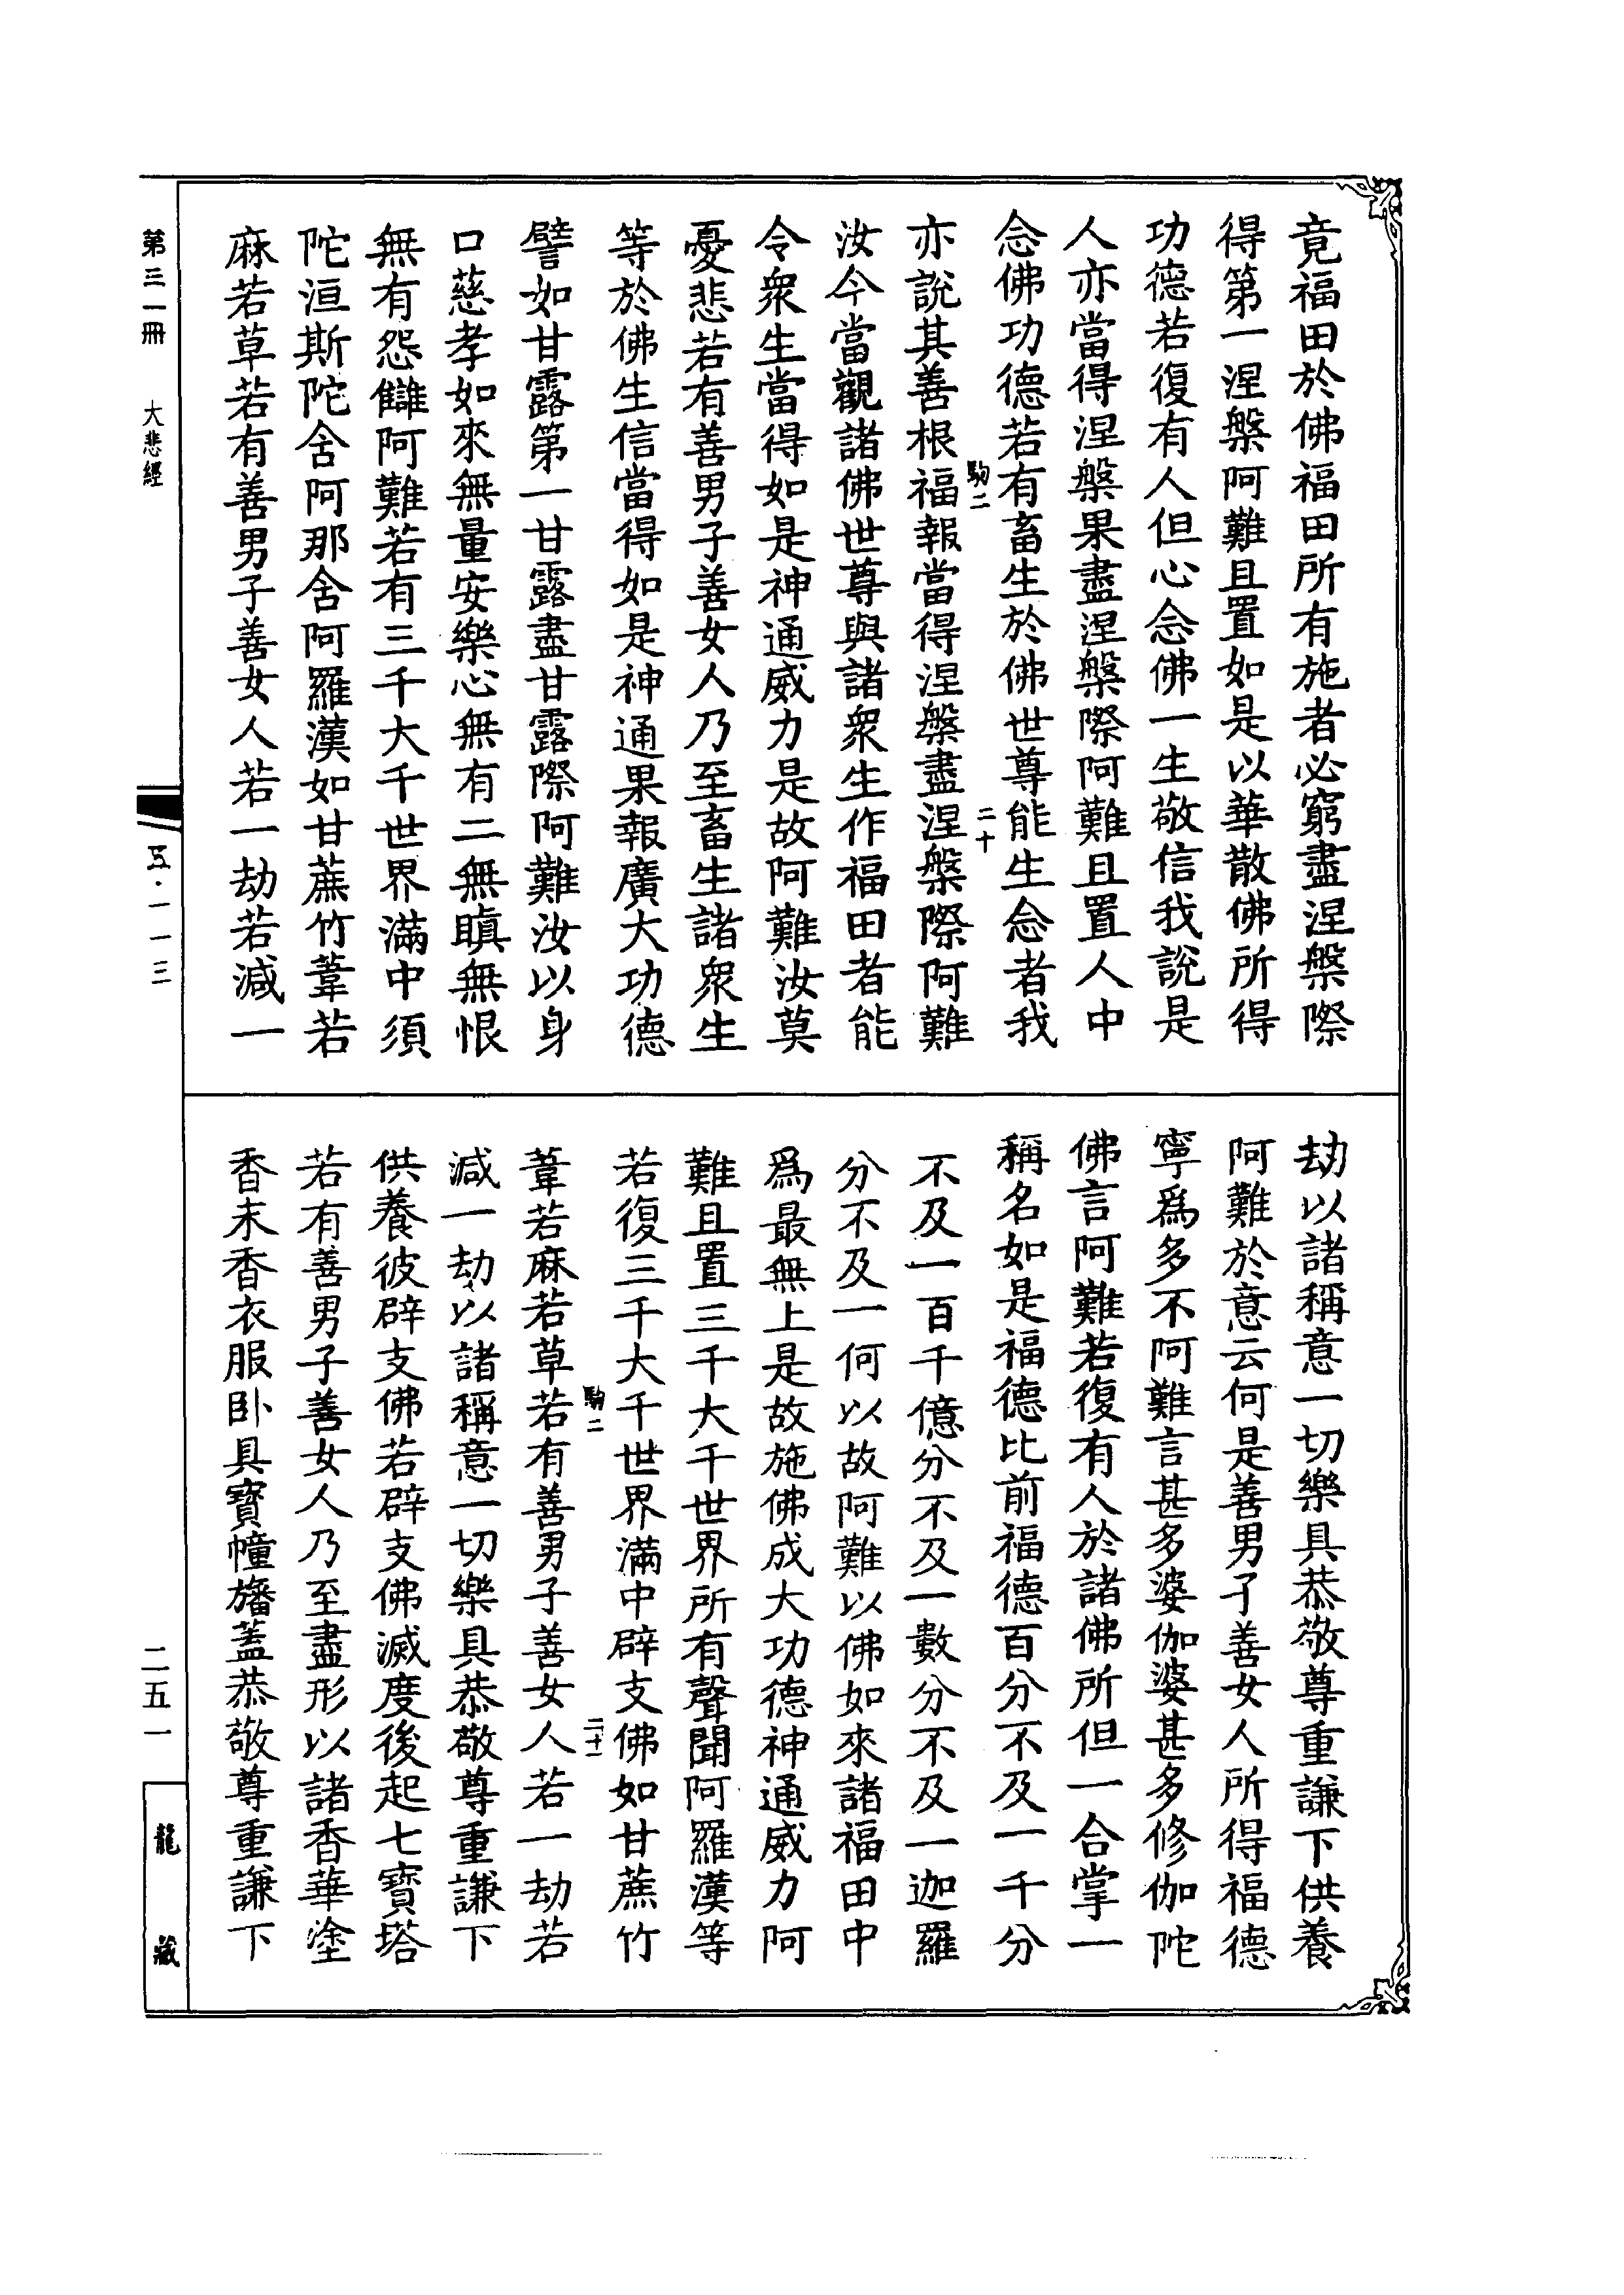 竟福田於佛福田所有施者必窮盡涅槃際
得第一涅槃阿難且置如是以華散佛所得
功德若復有人但心念佛一生敬信我說是
人亦當得涅槃果盡涅槃際阿難且置人中
念佛功德若有畜生於佛世尊能生念者我
駒二
二十
亦說其善根福報當得涅槃盡涅槃際阿難
汝今當觀諸佛世尊與諸衆生作福田者能
令衆生當得如是神通威力是故阿難汝莫
憂悲若有善男子善女人乃至畜生諸衆生
等於佛生信當得如是神通果報廣大功德
譬如甘露第一甘露盡甘露際阿難汝以身
口慈孝如來無量安樂心無有二無瞋無恨
無有怨讎阿難若有三千大千世界滿中須
陀洹斯陀舍阿那舍阿羅漢如甘蔗竹葦若
麻若草若有善男子善女人若一劫若減一
劫以諸稱意一切樂具恭敬尊重謙下供養
阿難於意云何是善男子善女人所得福德
寧爲多不阿難言甚多婆伽婆甚多修伽陀
佛言阿難若復有人於諸佛所但一合掌一
稱名如是福德比前福德百分不及一千分
不及一百千億分不及一數分不及一迦羅
分不及一何以故阿難以佛如來諸福田中
爲最無上是故施佛成大功德神通威力阿
難且置三千大千世界所有聲聞阿羅漢等
若復三千大千世界滿中辟支佛如甘蔗竹
駒二
二十一
葦若麻若草若有善男子善女人若一劫若
減一劫以諸稱意一切樂具恭敬尊重謙下
供養彼辟支佛若辟支佛滅度後起七寶塔
若有善男子善女人乃至盡形以諸香華塗
香末香衣服卧具寶幢旛蓋恭敬尊重謙下
第三一冊 大悲經
五·一一三
二五一
龍藏